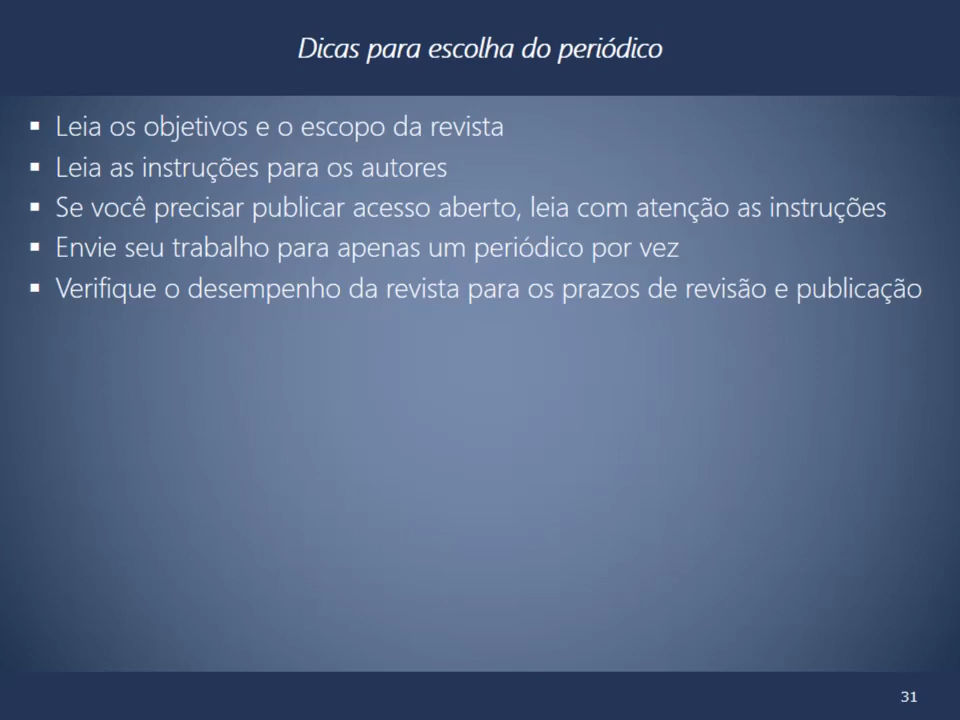 Dicas para escolha do periódico
▪ Leia os objetivos e o escopo da revista
▪ Leia as instruções para os autores
▪ Se você precisar publicar acesso aberto, leia com atenção as instruções
▪ Envie seu trabalho para apenas um periódico por vez
▪ Verifique o desempenho da revista para os prazos de revisão e publicação
31